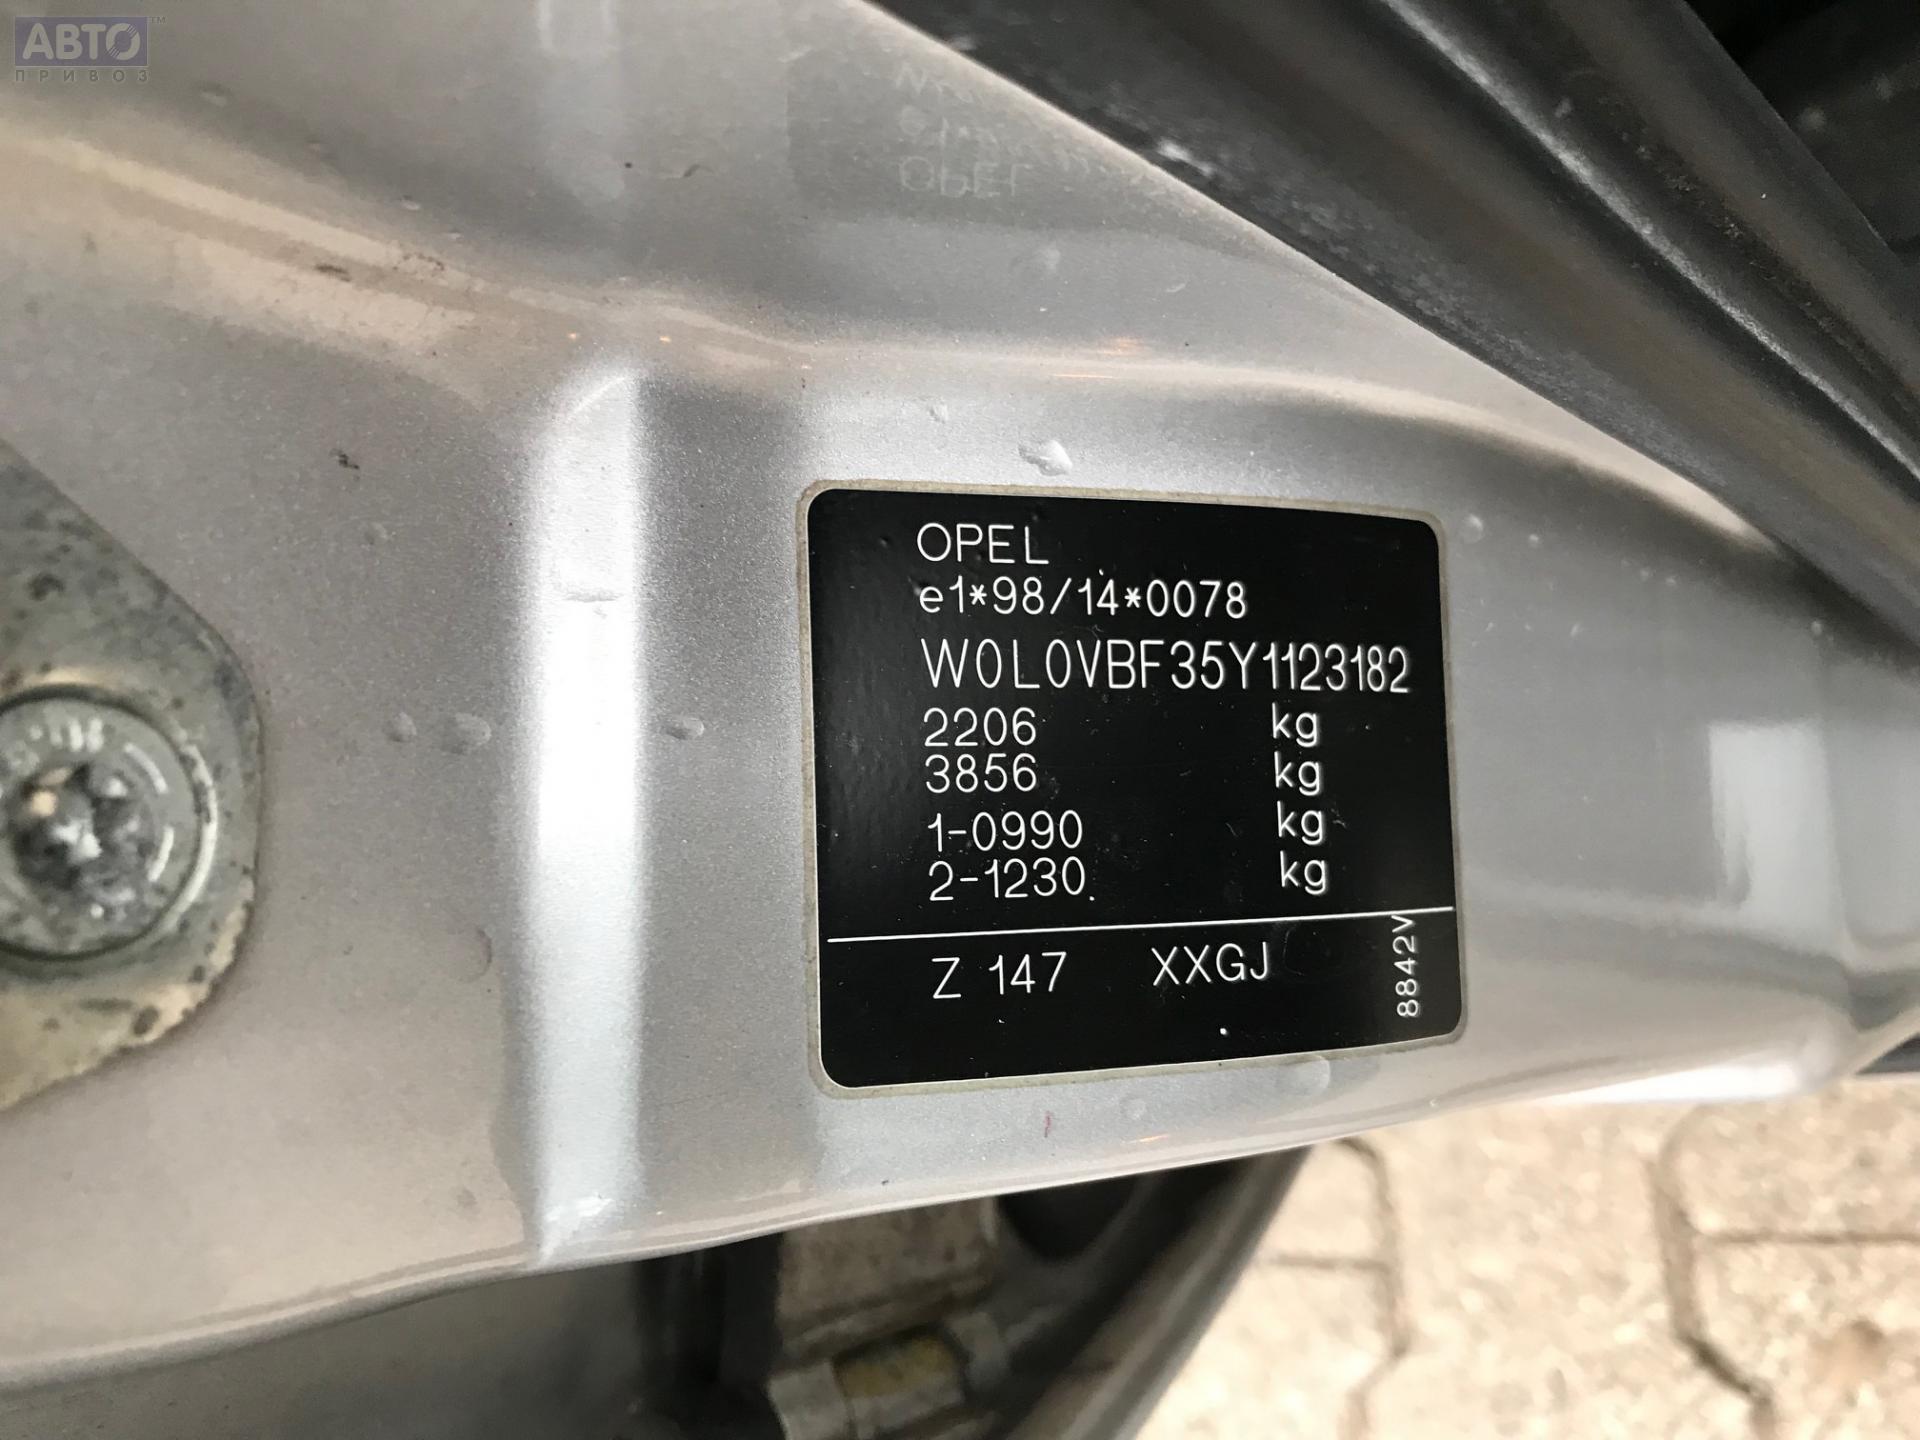 АВТО™
ПРИВОЗ
OPEL
e1*98/14*0078
W0L0VBF35Y1123182
2206 kg
3856 kg
1-0990 kg
2-1230 kg
Z 147 XXGJ
8842V